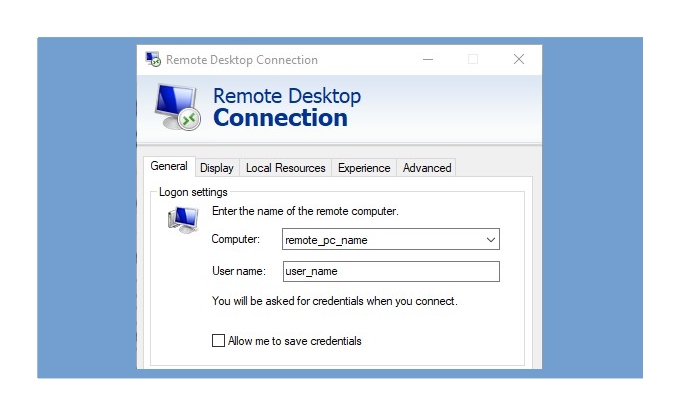 Remote Desktop Connection
Remote Desktop
Connection
General Display Local Resources Experience Advanced
Logon settings
Enter the name of the remote computer.
Computer: remote_pc_name
User name: user_name
You will be asked for credentials when you connect.
Allow me to save credentials